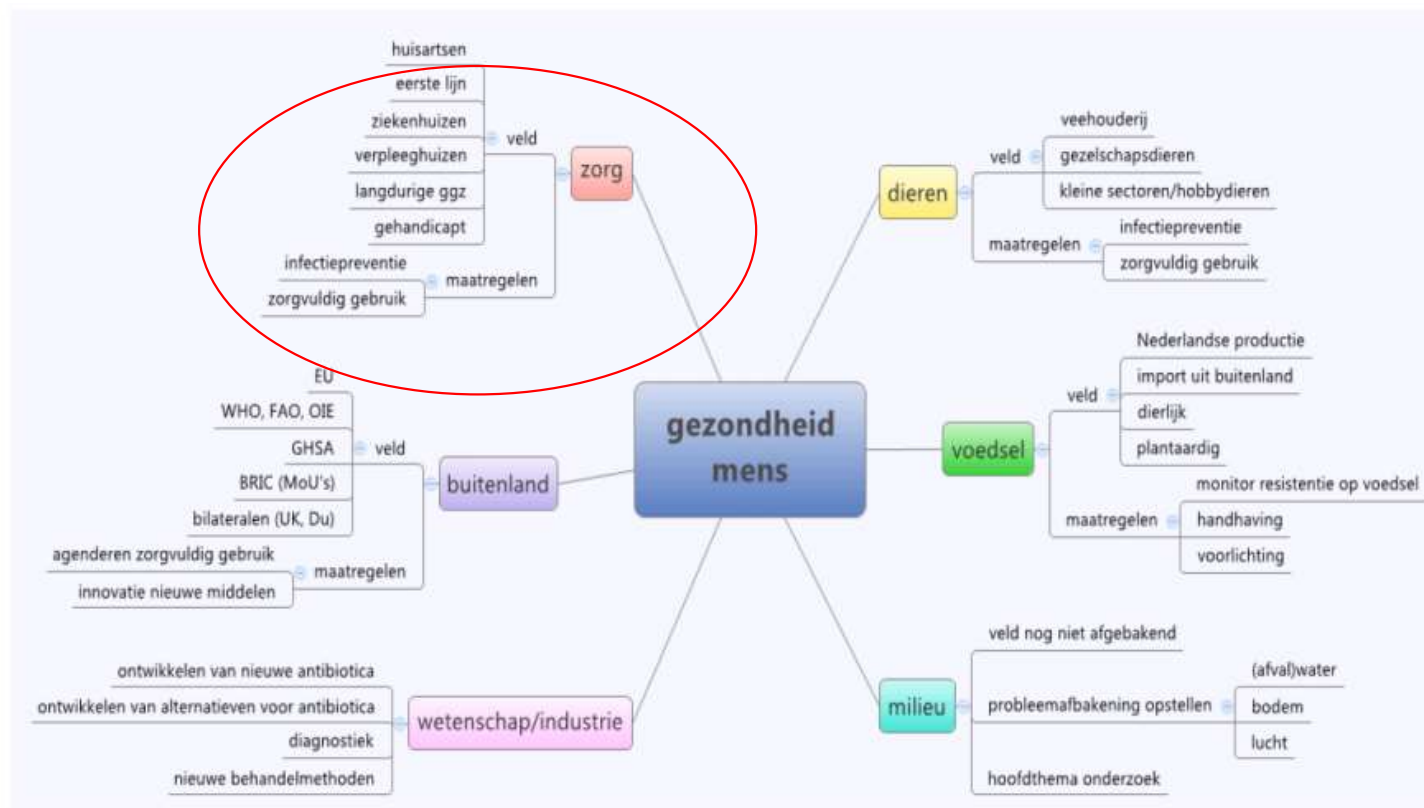 gezondheid
mens
zorg
veld
huisartsen
eerste lijn
ziekenhuizen
verpleeghuizen
langdurige ggz
gehandicapt
maatregelen
infectiepreventie
zorgvuldig gebruik
dieren
veld
veehouderij
gezelschapsdieren
kleine sectoren/hobbydieren
maatregelen
infectiepreventie
zorgvuldig gebruik
voedsel
veld
Nederlandse productie
import uit buitenland
dierlijk
plantaardig
maatregelen
monitor resistentie op voedsel
handhaving
voorlichting
milieu
veld nog niet afgebakend
probleemafbakening opstellen
(afval)water
bodem
lucht
hoofdthema onderzoek
buitenland
veld
EU
WHO, FAO, OIE
GHSA
BRIC (MoU's)
bilateralen (UK, Du)
maatregelen
agenderen zorgvuldig gebruik
innovatie nieuwe middelen
wetenschap/industrie
ontwikkelen van nieuwe antibiotica
ontwikkelen van alternatieven voor antibiotica
diagnostiek
nieuwe behandelmethoden